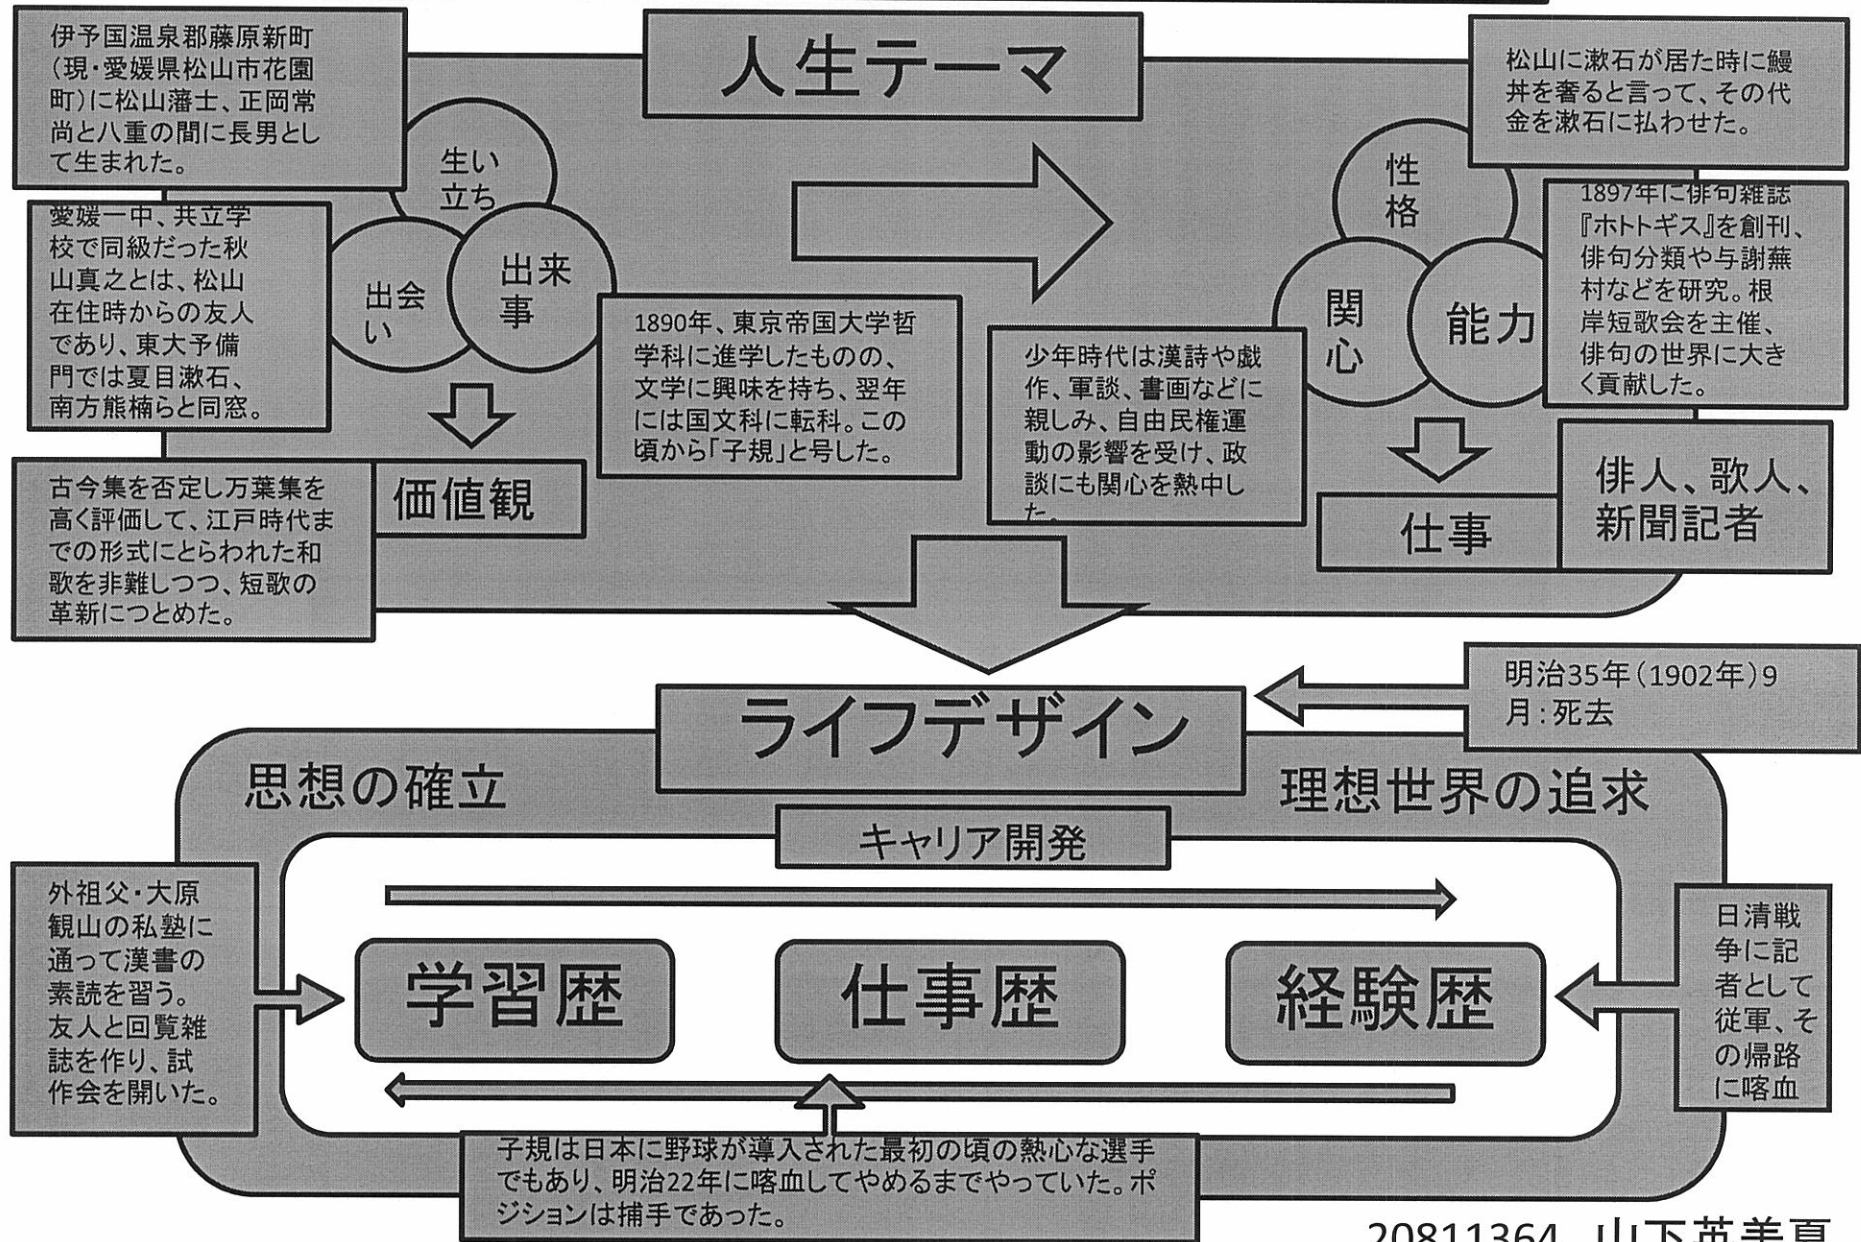 人生テーマ
伊予国温泉郡藤原新町
(現・愛媛県松山市花園
町)に松山藩士、正岡常
尚と八重の間に長男とし
て生まれた。
生い
立ち
愛媛一中、共立学
校で同級だった秋
山真之とは、松山
在住時からの友人
であり、東大予備
門では夏目漱石、
南方熊楠らと同窓。
出会
い
出来
事
1890年、東京帝国大学哲
学科に進学したものの、
文学に興味を持ち、翌年
には国文科に転科。この
頃から「子規」と号した。
価値観
古今集を否定し万葉集を
高く評価して、江戸時代ま
での形式にとらわれた和
歌を非難しつつ、短歌の
革新につとめた。
松山に漱石が居た時に鰻
丼を奢ると言って、その代
金を漱石に払わせた。
性
格
関
心
能力
1897年に俳句雑誌
『ホトトギス』を創刊、
俳句分類や与謝蕪
村などを研究。根
岸短歌会を主催、
俳句の世界に大き
く貢献した。
少年時代は漢詩や戯
作、軍談、書画などに
親しみ、自由民権運
動の影響を受け、政
談にも関心を熱中し
た。
仕事
俳人、歌人、
新聞記者
ライフデザイン
明治35年(1902年)9
月:死去
思想の確立
理想世界の追求
キャリア開発
外祖父・大原
観山の私塾に
通って漢書の
素読を習う。
友人と回覧雑
誌を作り、試
作会を開いた。
学習歴
仕事歴
経験歴
日清戦
争に記
者として
従軍、そ
の帰路
に喀血
子規は日本に野球が導入された最初の頃の熱心な選手
でもあり、明治22年に喀血してやめるまでやっていた。ポ
ジションは捕手であった。
20811364 山下英美夏